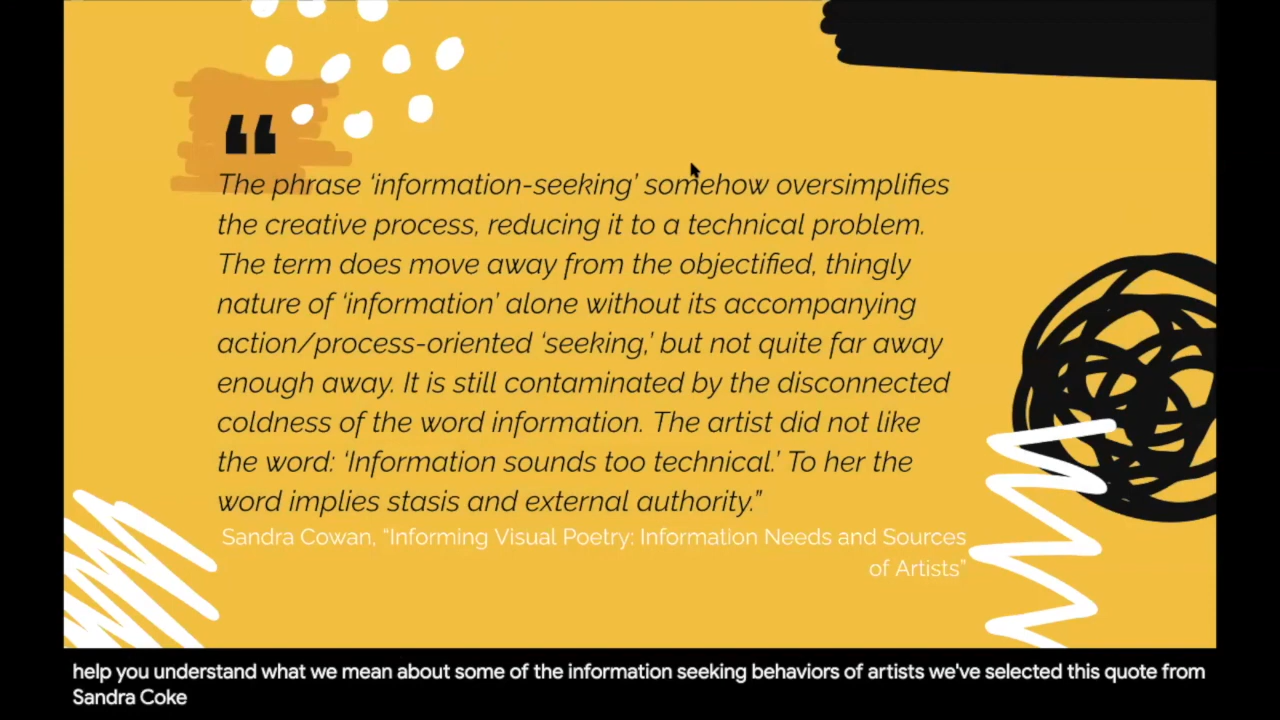 “
The phrase ‘information-seeking’ somehow oversimplifies
the creative process, reducing it to a technical problem.
The term does move away from the objectified, thingly
nature of ‘information’ alone without its accompanying
action/process-oriented ‘seeking,’ but not quite far away
enough away. It is still contaminated by the disconnected
coldness of the word information. The artist did not like
the word: ‘Information sounds too technical.’ To her the
word implies stasis and external authority.”
Sandra Cowan, “Informing Visual Poetry: Information Needs and Sources
of Artists”
help you understand what we mean about some of the information seeking behaviors of artists we've selected this quote from
Sandra Coke